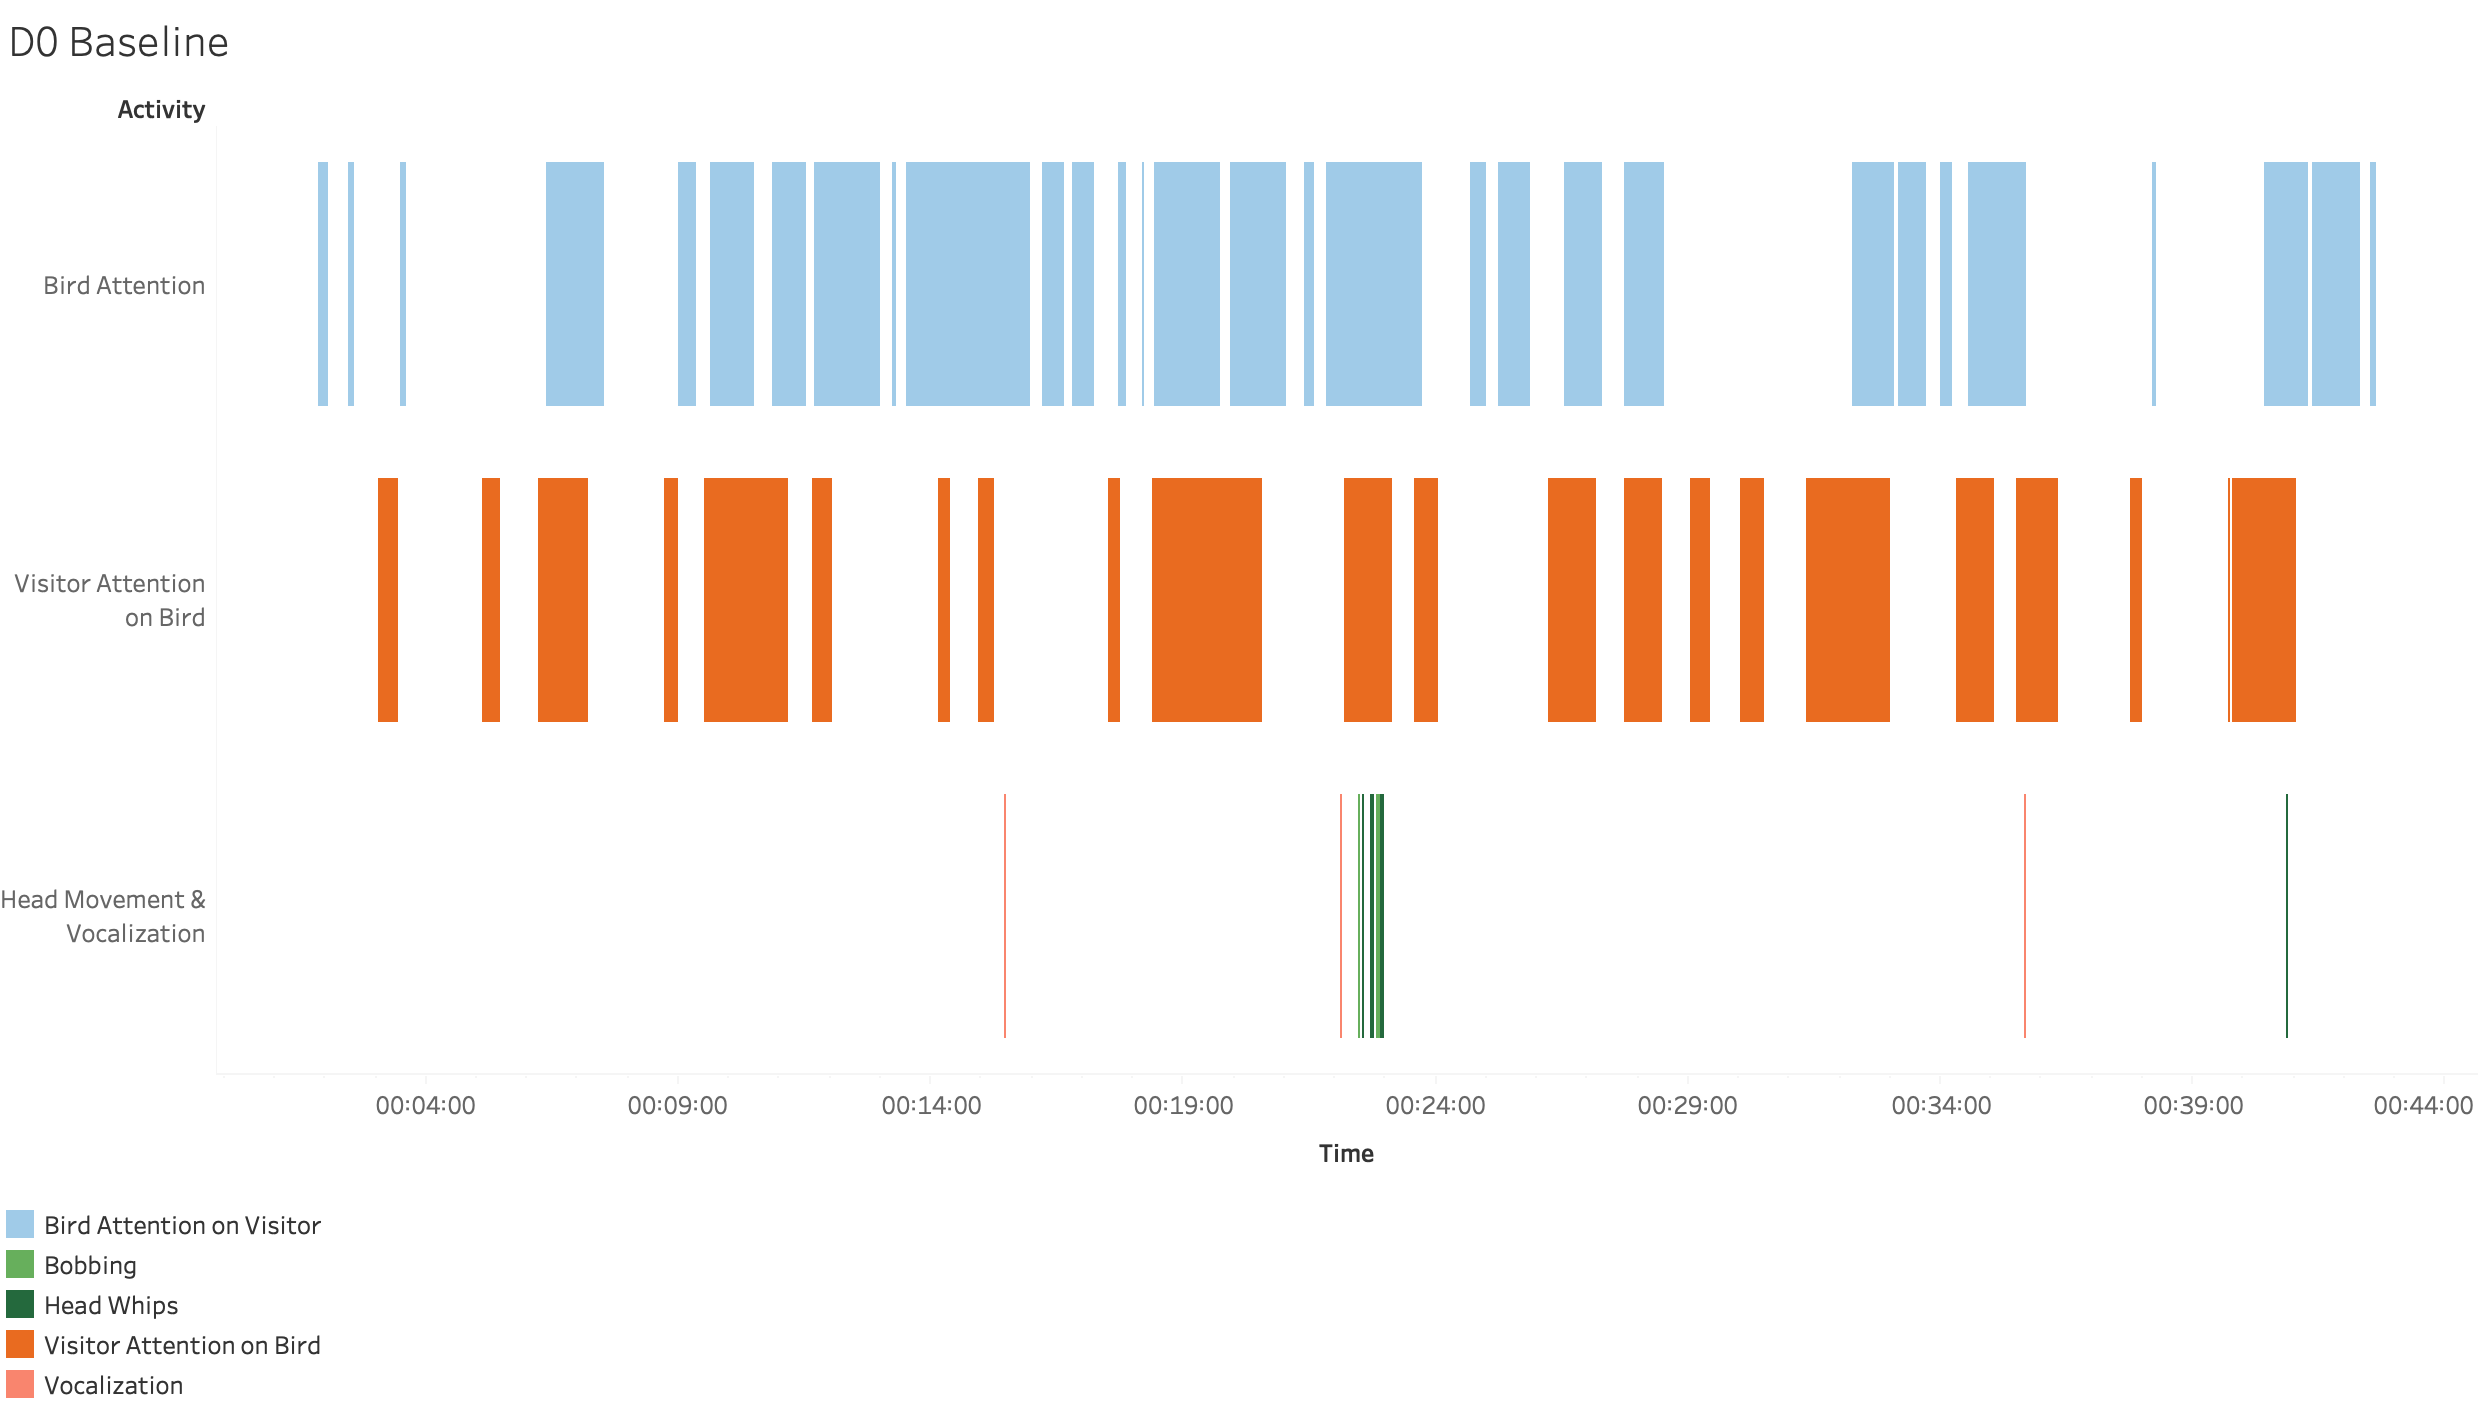 D0 Baseline
Activity
Bird Attention
Visitor Attention
on Bird
Head Movement &
Vocalization
00:04:00 00:09:00 00:14:00 00:19:00 00:24:00 00:29:00 00:34:00 00:39:00 00:44:00
Time
Bird Attention on Visitor
Bobbing
Head Whips
Visitor Attention on Bird
Vocalization